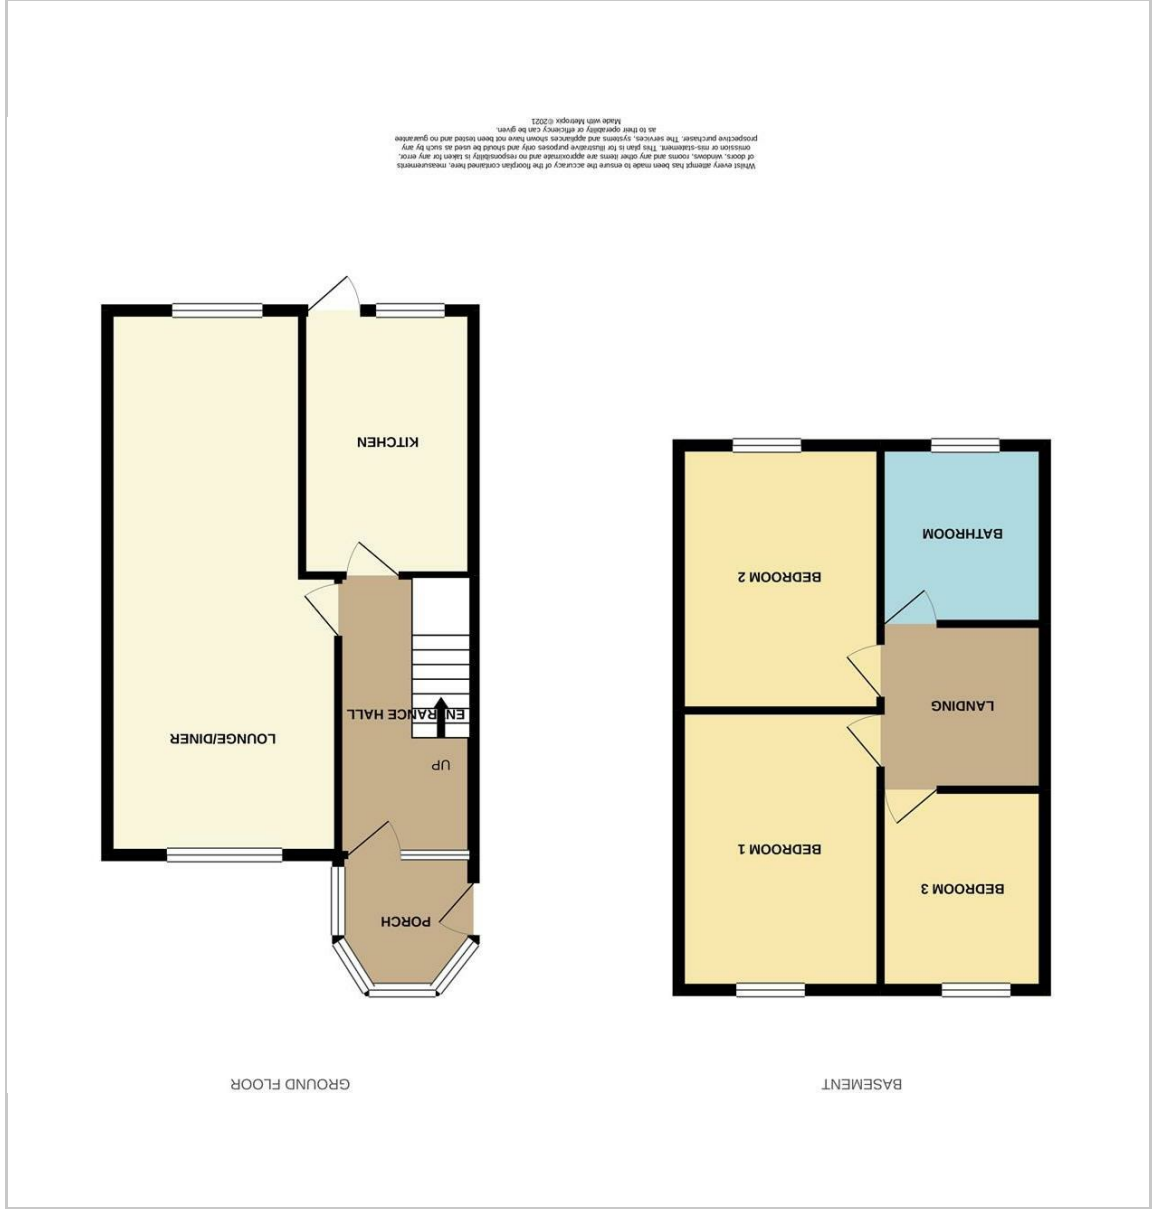 BASEMENT
GROUND FLOOR
BEDROOM 3
BEDROOM 1
LANDING
BEDROOM 2
BATHROOM
PORCH
UP
ENTRANCE HALL
LOUNGE/DINER
KITCHEN
Whilst every attempt has been made to ensure the accuracy of the floorplan contained here, measurements
of doors, windows, rooms and any other items are approximate and no responsibility is taken for any error,
omission or mis-statement. This plan is for illustrative purposes only and should be used as such by any
prospective purchaser. The services, systems and appliances shown have not been tested and no guarantee
as to their operability or efficiency can be given.
Made with Metropix ©2021